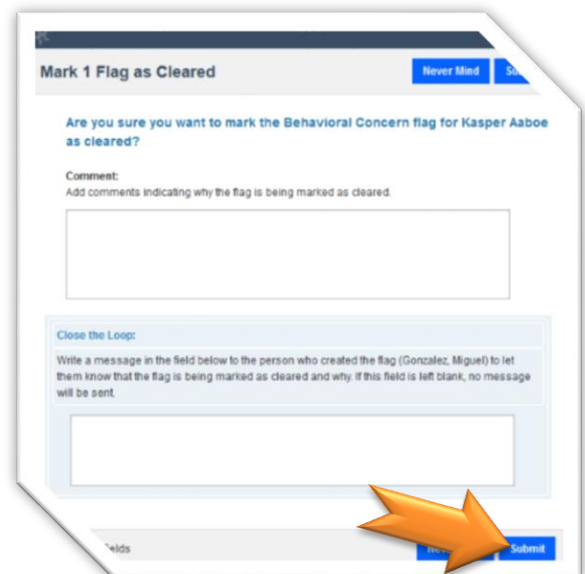 Mark 1 Flag as Cleared
Never Mind
Are you sure you want to mark the Behavioral Concern flag for Kasper Aaboe
as cleared?
Comment:
Add comments indicating why the flag is being marked as cleared.
Close the Loop:
Write a message in the field below to the person who created the flag (Gonzalez, Miguel) to let
them know that the flag is being marked as cleared and why. If this field is left blank, no message
will be sent.
Submit